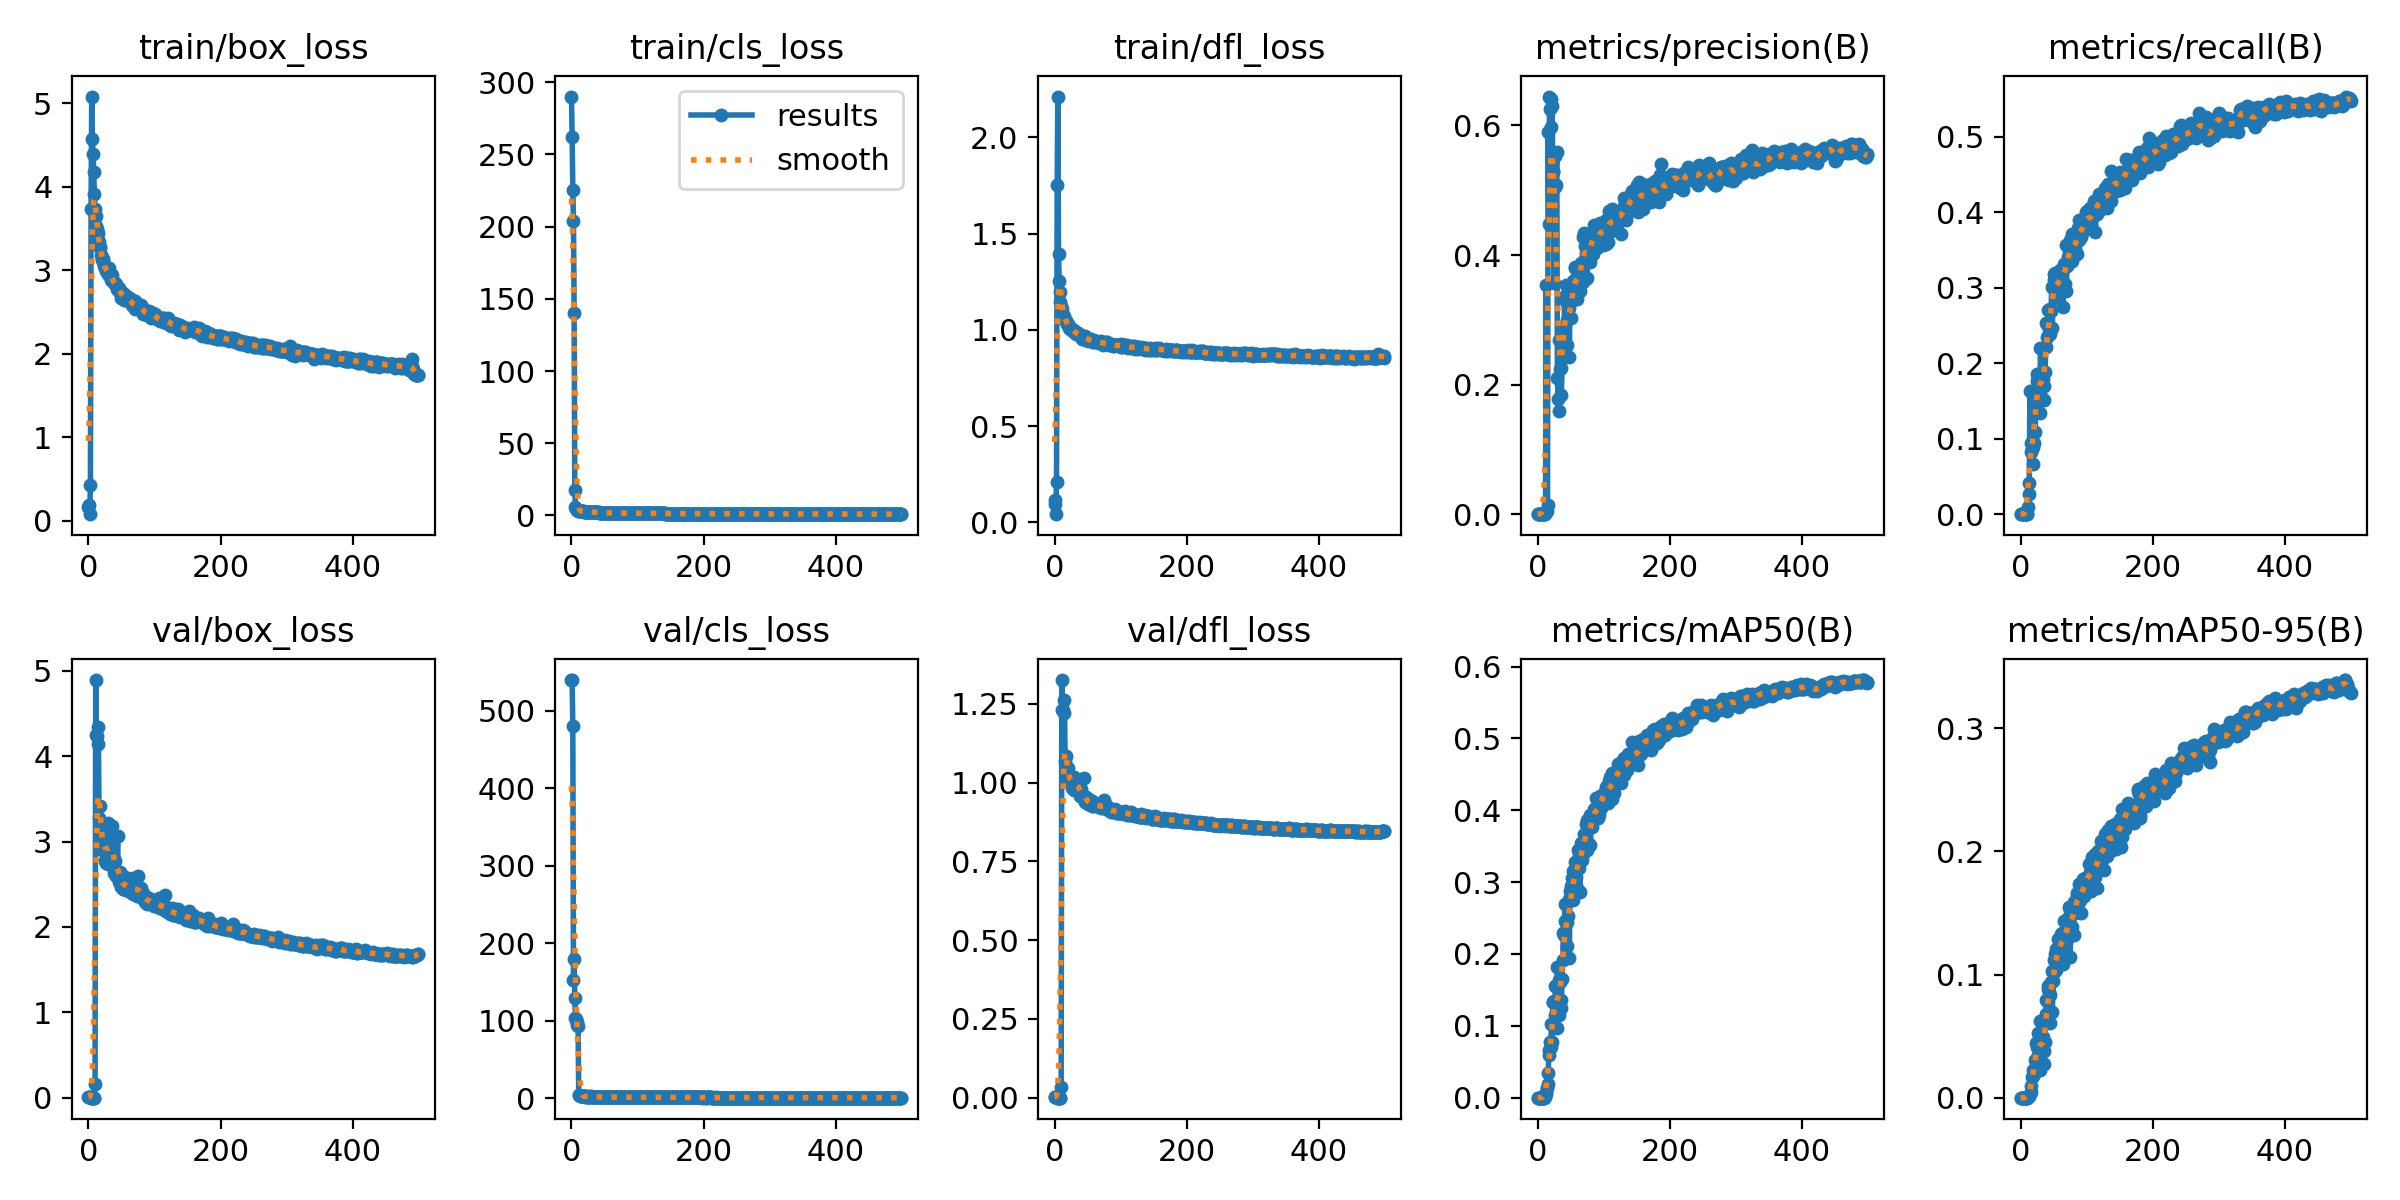 train/box_loss
5
4
3
2
1
0
0 200 400
train/cls_loss
300
250
200
150
100
50
0
0 200 400
results
smooth
train/dfl_loss
2.0
1.5
1.0
0.5
0.0
0 200 400
metrics/precision(B)
0.6
0.4
0.2
0.0
0 200 400
metrics/recall(B)
0.5
0.4
0.3
0.2
0.1
0.0
0 200 400
val/box_loss
5
4
3
2
1
0
0 200 400
val/cls_loss
500
400
300
200
100
0
0 200 400
val/dfl_loss
1.25
1.00
0.75
0.50
0.25
0.00
0 200 400
metrics/mAP50(B)
0.6
0.5
0.4
0.3
0.2
0.1
0.0
0 200 400
metrics/mAP50-95(B)
0.3
0.2
0.1
0.0
0 200 400